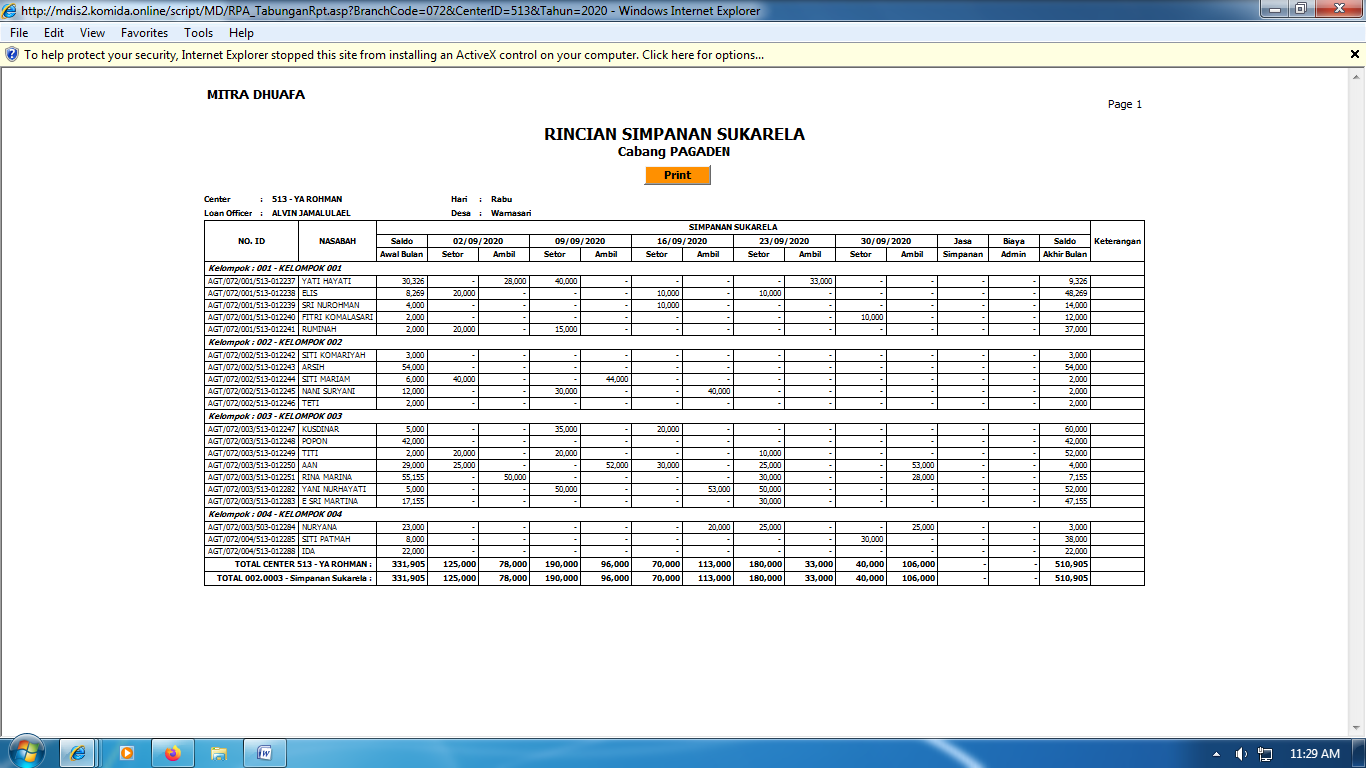 http://mdis2.komida.online/script/MD/RPA_TabunganRpt.asp?BranchCode=072&CenterID=513&Tahun=2020 - Windows Internet Explorer
File Edit View Favorites Tools Help
To help protect your security, Internet Explorer stopped this site from installing an ActiveX control on your computer. Click here for options...
MITRA DHUAFA
Page 1
RINCIAN SIMPANAN SUKARELA
Cabang PAGADEN
Print
Center : 513 - YA ROHMAN Hari : Rabu
Loan Officer : ALVIN JAMALULAEL Desa : Warnasari
SIMPANAN SUKARELA
NO. ID NASABAH Saldo 02/09/2020 09/09/2020 16/09/2020 23/09/2020 30/09/2020 Jasa Biaya Saldo Keterangan
Awal Bulan Setor Ambil Setor Ambil Setor Ambil Setor Ambil Setor Ambil Simpanan Admin Akhir Bulan
Kelompok : 001 - KELOMPOK 001
AGT/072/001/513-012237 YATI HAYATI 30,326 - 28,000 40,000 - - - - 33,000 - - - - 9,326
AGT/072/001/513-012238 ELIS 8,269 20,000 - - - 10,000 - 10,000 - - - - - 48,269
AGT/072/001/513-012239 SRI NUROHMAN 4,000 - - - - 10,000 - - - - - - - 14,000
AGT/072/001/513-012240 FITRI KOMALASARI 2,000 - - - - - - - - 10,000 - - - 12,000
AGT/072/001/513-012241 RUMINAH 2,000 20,000 - 15,000 - - - - - - - - - 37,000
Kelompok : 002 - KELOMPOK 002
AGT/072/002/513-012242 SITI KOMARIYAH 3,000 - - - - - - - - - - - - 3,000
AGT/072/002/513-012243 ARSIH 54,000 - - - - - - - - - - - - 54,000
AGT/072/002/513-012244 SITI MARIAM 6,000 40,000 - - 44,000 - - - - - - - - 2,000
AGT/072/002/513-012245 NANI SURYANI 12,000 - - 30,000 - - 40,000 - - - - - - 2,000
AGT/072/002/513-012246 TETI 2,000 - - - - - - - - - - - - 2,000
Kelompok : 003 - KELOMPOK 003
AGT/072/003/513-012247 KUSDINAR 5,000 - - 35,000 - 20,000 - - - - - - - 60,000
AGT/072/003/513-012248 POPON 42,000 - - - - - - - - - - - - 42,000
AGT/072/003/513-012249 TITI 2,000 20,000 - 20,000 - - - 10,000 - - - - - 52,000
AGT/072/003/513-012250 AAN 29,000 25,000 - - 52,000 30,000 - 25,000 - - 53,000 - - 4,000
AGT/072/003/513-012251 RINA MARINA 55,155 - 50,000 - - - - 30,000 - - 28,000 - - 7,155
AGT/072/003/513-012282 YANI NURHAYATI 5,000 - - 50,000 - - 53,000 50,000 - - - - - 52,000
AGT/072/003/513-012283 E SRI MARTINA 17,155 - - - - - - 30,000 - - - - - 47,155
Kelompok : 004 - KELOMPOK 004
AGT/072/003/503-012284 NURYANA 23,000 - - - - - 20,000 25,000 - - 25,000 - - 3,000
AGT/072/004/513-012285 SITI PATMAH 8,000 - - - - - - - - 30,000 - - - 38,000
AGT/072/004/513-012288 IDA 22,000 - - - - - - - - - - - - 22,000
TOTAL CENTER 513 - YA ROHMAN : 331,905 125,000 78,000 190,000 96,000 70,000 113,000 180,000 33,000 40,000 106,000 - - 510,905
TOTAL 002.0003 - Simpanan Sukarela : 331,905 125,000 78,000 190,000 96,000 70,000 113,000 180,000 33,000 40,000 106,000 - - 510,905
11:29 AM